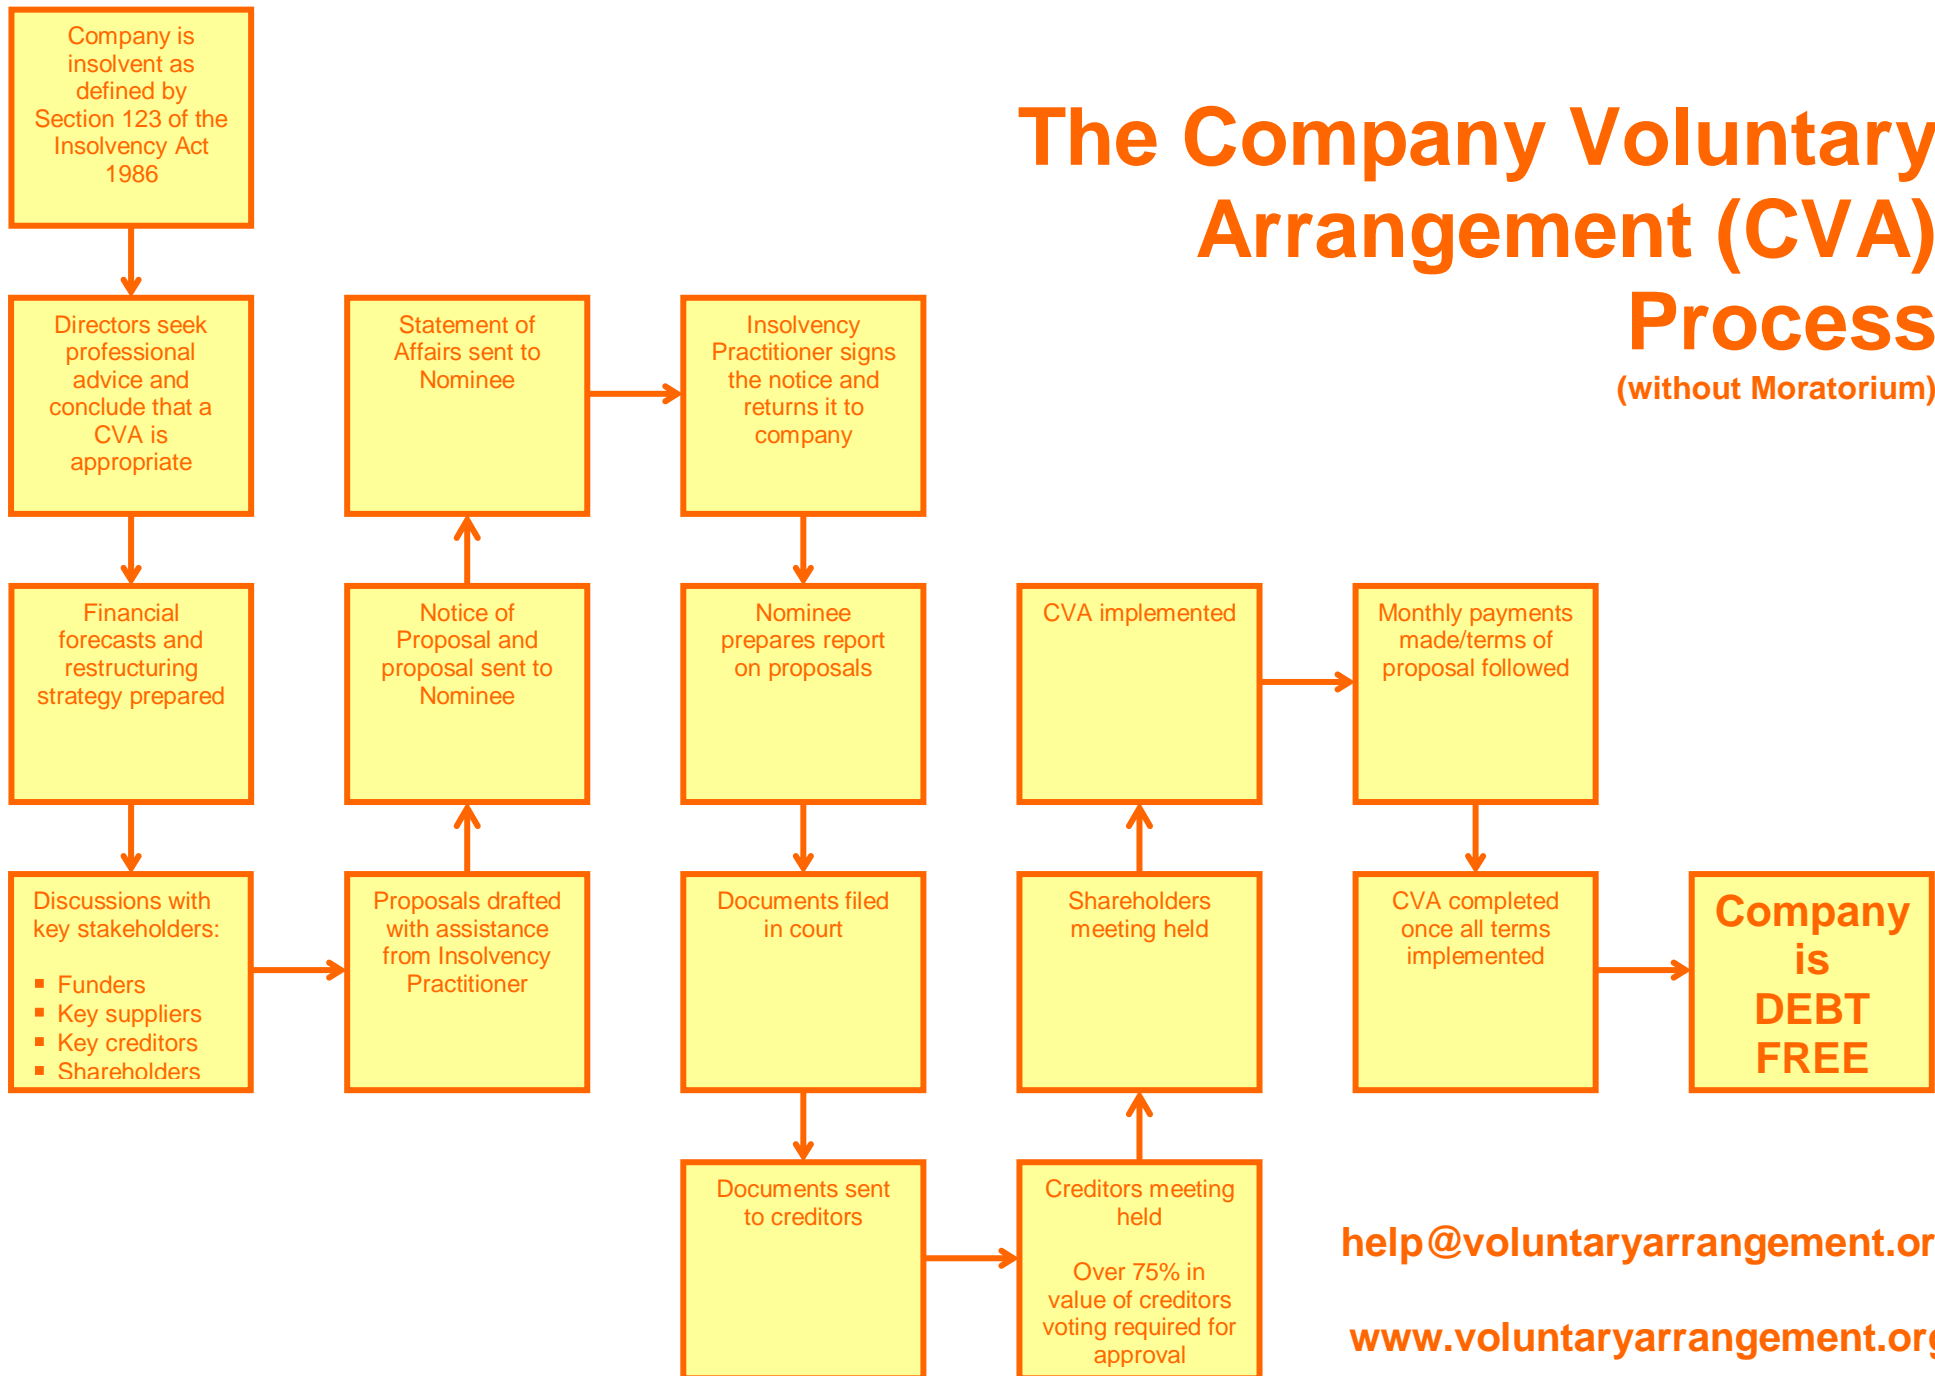 The Company Voluntary
Arrangement (CVA)
Process
(without Moratorium)
Company is
insolvent as
defined by
Section 123 of the
Insolvency Act
1986
Directors seek
professional
advice and
conclude that a
CVA is
appropriate
Financial
forecasts and
restructuring
strategy prepared
Discussions with
key stakeholders:
▪ Funders
▪ Key suppliers
▪ Key creditors
▪ Shareholders
Proposals drafted
with assistance
from Insolvency
Practitioner
Notice of
Proposal and
proposal sent to
Nominee
Statement of
Affairs sent to
Nominee
Insolvency
Practitioner signs
the notice and
returns it to
company
Nominee
prepares report
on proposals
Documents filed
in court
Documents sent
to creditors
Creditors meeting
held
Over 75% in
value of creditors
voting required for
approval
Shareholders
meeting held
CVA implemented
Monthly payments
made/terms of
proposal followed
CVA completed
once all terms
implemented
Company
is
DEBT
FREE
help@voluntaryarrangement.or
www.voluntaryarrangement.org